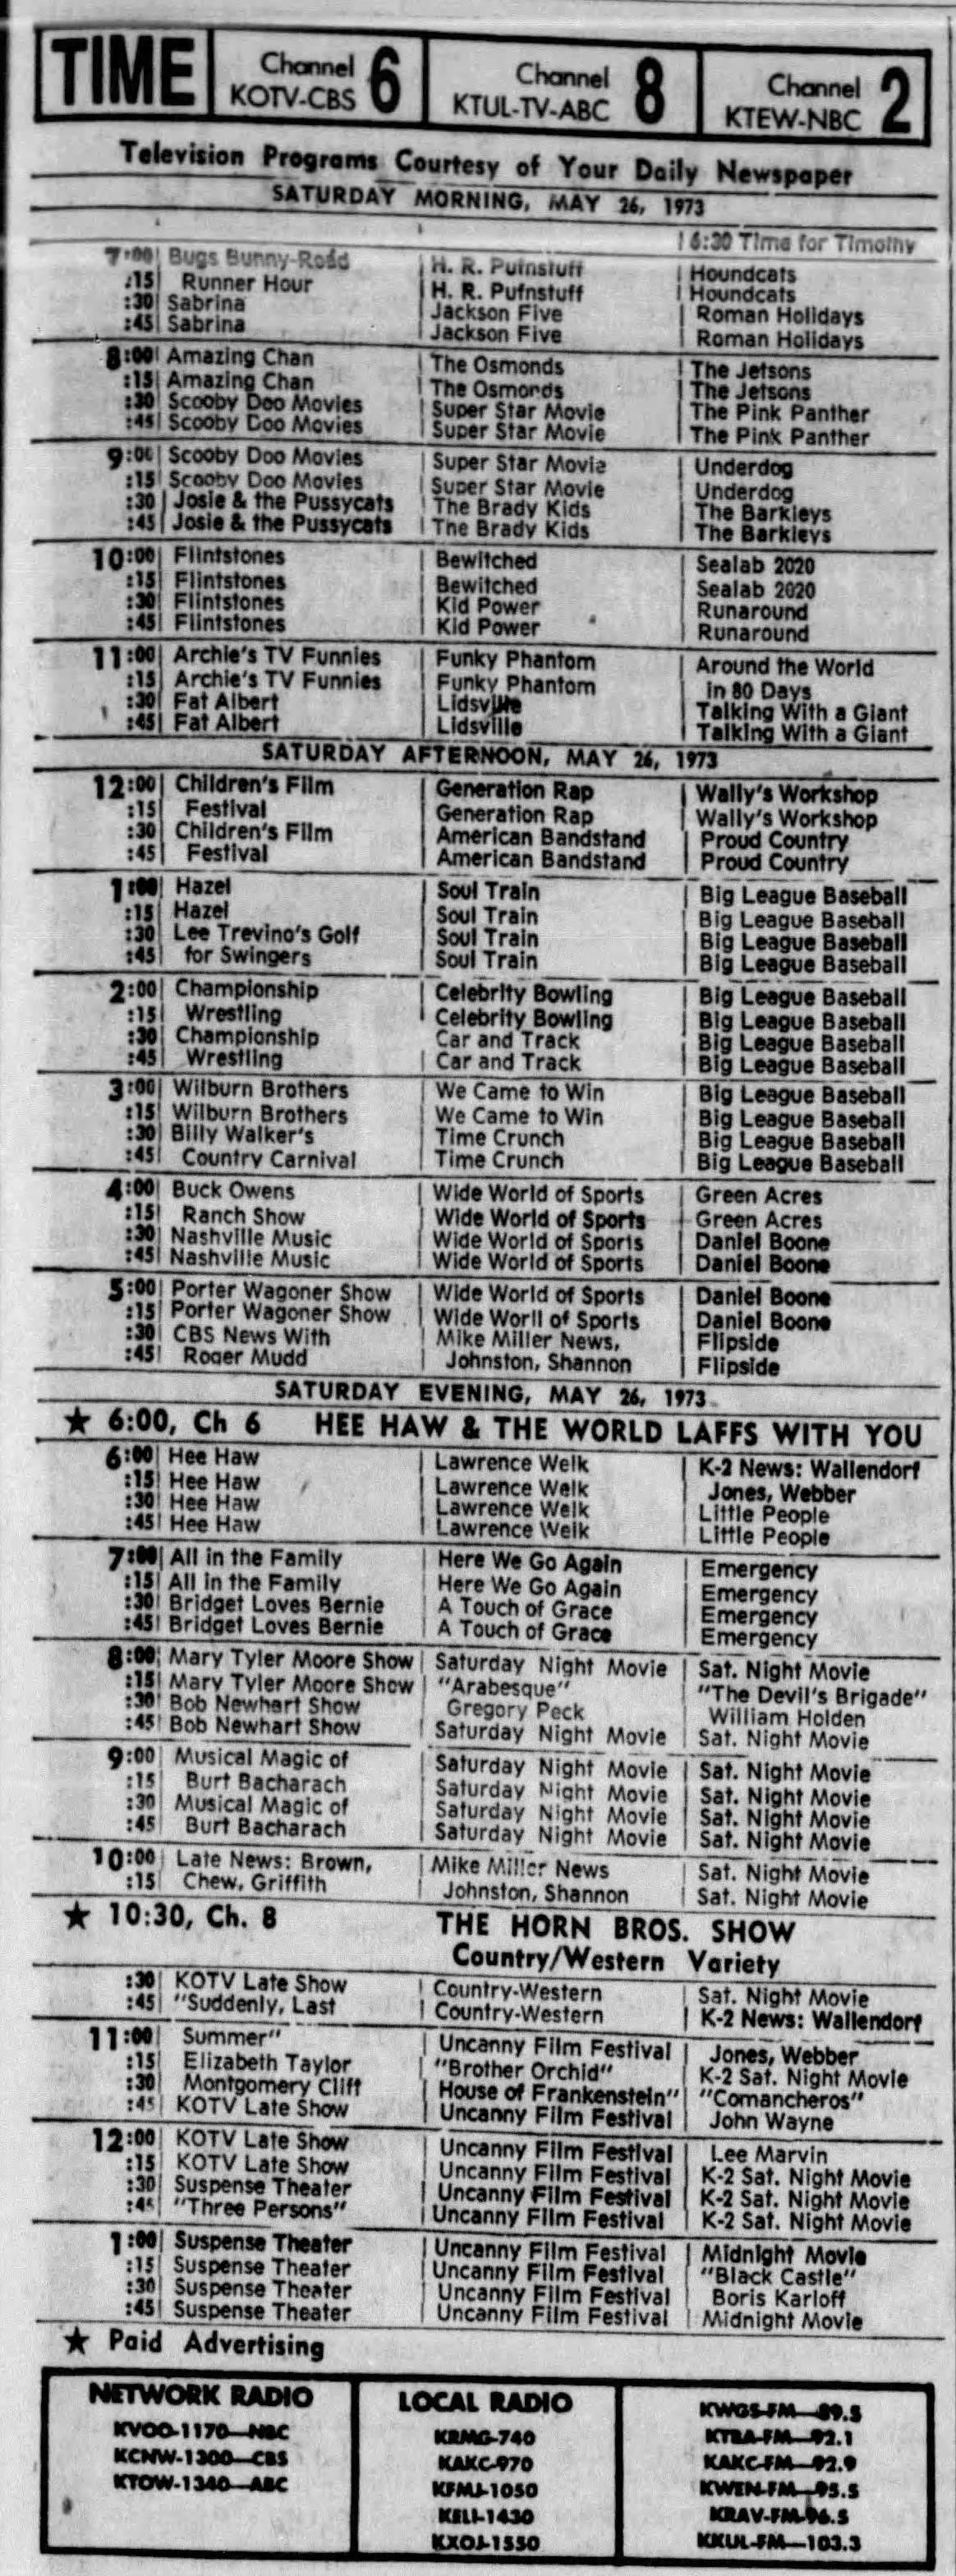 TIME
Channel 6 KOTV-CBS
Channel 8 KTUL-TV-ABC
Channel 2 KTEW-NBC
Television Programs Courtesy of Your Daily Newspaper
SATURDAY MORNING, MAY 26, 1973
| 6:30 Time for Timothy
7:00| Bugs Bunny-Road | H. R. Pufnstuff | Houndcats
:15| Runner Hour | H. R. Pufnstuff | Houndcats
:30| Sabrina | Jackson Five | Roman Holidays
:45| Sabrina | Jackson Five | Roman Holidays
8:00| Amazing Chan | The Osmonds | The Jetsons
:15| Amazing Chan | The Osmonds | The Jetsons
:30| Scooby Doo Movies | Super Star Movie | The Pink Panther
:45| Scooby Doo Movies | Super Star Movie | The Pink Panther
9:00| Scooby Doo Movies | Super Star Movie | Underdog
:15| Scooby Doo Movies | Super Star Movie | Underdog
:30| Josie & the Pussycats | The Brady Kids | The Barkleys
:45| Josie & the Pussycats | The Brady Kids | The Barkleys
10:00| Flintstones | Bewitched | Sealab 2020
:15| Flintstones | Bewitched | Sealab 2020
:30| Flintstones | Kid Power | Runaround
:45| Flintstones | Kid Power | Runaround
11:00| Archie's TV Funnies | Funky Phantom | Around the World
:15| Archie's TV Funnies | Funky Phantom | in 80 Days
:30| Fat Albert | Lidsville | Talking With a Giant
:45| Fat Albert | Lidsville | Talking With a Giant
SATURDAY AFTERNOON, MAY 26, 1973
12:00| Children's Film | Generation Rap | Wally's Workshop
:15| Festival | Generation Rap | Wally's Workshop
:30| Children's Film | American Bandstand | Proud Country
:45| Festival | American Bandstand | Proud Country
1:00| Hazel | Soul Train | Big League Baseball
:15| Hazel | Soul Train | Big League Baseball
:30| Lee Trevino's Golf | Soul Train | Big League Baseball
:45| for Swingers | Soul Train | Big League Baseball
2:00| Championship | Celebrity Bowling | Big League Baseball
:15| Wrestling | Celebrity Bowling | Big League Baseball
:30| Championship | Car and Track | Big League Baseball
:45| Wrestling | Car and Track | Big League Baseball
3:00| Wilburn Brothers | We Came to Win | Big League Baseball
:15| Wilburn Brothers | We Came to Win | Big League Baseball
:30| Billy Walker's | Time Crunch | Big League Baseball
:45| Country Carnival | Time Crunch | Big League Baseball
4:00| Buck Owens | Wide World of Sports | Green Acres
:15| Ranch Show | Wide World of Sports | Green Acres
:30| Nashville Music | Wide World of Sports | Daniel Boone
:45| Nashville Music | Wide World of Sports | Daniel Boone
5:00| Porter Wagoner Show | Wide World of Sports | Daniel Boone
:15| Porter Wagoner Show | Wide Worll of Sports | Daniel Boone
:30| CBS News With | Mike Miller News, | Flipside
:45| Roger Mudd | Johnston, Shannon | Flipside
SATURDAY EVENING, MAY 26, 1973
★ 6:00, Ch 6 HEE HAW & THE WORLD LAFFS WITH YOU
6:00| Hee Haw | Lawrence Welk | K-2 News: Wallendorf
:15| Hee Haw | Lawrence Welk | Jones, Webber
:30| Hee Haw | Lawrence Welk | Little People
:45| Hee Haw | Lawrence Welk | Little People
7:00| All in the Family | Here We Go Again | Emergency
:15| All in the Family | Here We Go Again | Emergency
:30| Bridget Loves Bernie | A Touch of Grace | Emergency
:45| Bridget Loves Bernie | A Touch of Grace | Emergency
8:00| Mary Tyler Moore Show | Saturday Night Movie | Sat. Night Movie
:15| Mary Tyler Moore Show | "Arabesque" | "The Devil's Brigade"
:30| Bob Newhart Show | Gregory Peck | William Holden
:45| Bob Newhart Show | Saturday Night Movie | Sat. Night Movie
9:00| Musical Magic of | Saturday Night Movie | Sat. Night Movie
:15| Burt Bacharach | Saturday Night Movie | Sat. Night Movie
:30| Musical Magic of | Saturday Night Movie | Sat. Night Movie
:45| Burt Bacharach | Saturday Night Movie | Sat. Night Movie
10:00| Late News: Brown, | Mike Miller News | Sat. Night Movie
:15| Chew, Griffith | Johnston, Shannon | Sat. Night Movie
★ 10:30, Ch. 8 THE HORN BROS. SHOW
Country/Western Variety
:30| KOTV Late Show | Country-Western | Sat. Night Movie
:45| "Suddenly, Last | Country-Western | K-2 News: Wallendorf
11:00| Summer" | Uncanny Film Festival | Jones, Webber
:15| Elizabeth Taylor | "Brother Orchid" | K-2 Sat. Night Movie
:30| Montgomery Clift | House of Frankenstein" | "Comancheros"
:45| KOTV Late Show | Uncanny Film Festival | John Wayne
12:00| KOTV Late Show | Uncanny Film Festival | Lee Marvin
:15| KOTV Late Show | Uncanny Film Festival | K-2 Sat. Night Movie
:30| Suspense Theater | Uncanny Film Festival | K-2 Sat. Night Movie
:45| "Three Persons" | Uncanny Film Festival | K-2 Sat. Night Movie
1:00| Suspense Theater | Uncanny Film Festival | Midnight Movie
:15| Suspense Theater | Uncanny Film Festival | "Black Castle"
:30| Suspense Theater | Uncanny Film Festival | Boris Karloff
:45| Suspense Theater | Uncanny Film Festival | Midnight Movie
★ Paid Advertising
NETWORK RADIO
KVOO-1170—NBC
KCNW-1300—CBS
KTOW-1340—ABC
LOCAL RADIO
KRMG-740
KAKC-970
KFMJ-1050
KELI-1430
KXOJ-1550
KWGS-FM—89.5
KTBA-FM—92.1
KAKC-FM—92.9
KWEN-FM—95.5
KRAV-FM-96.5
KKUL-FM—103.3